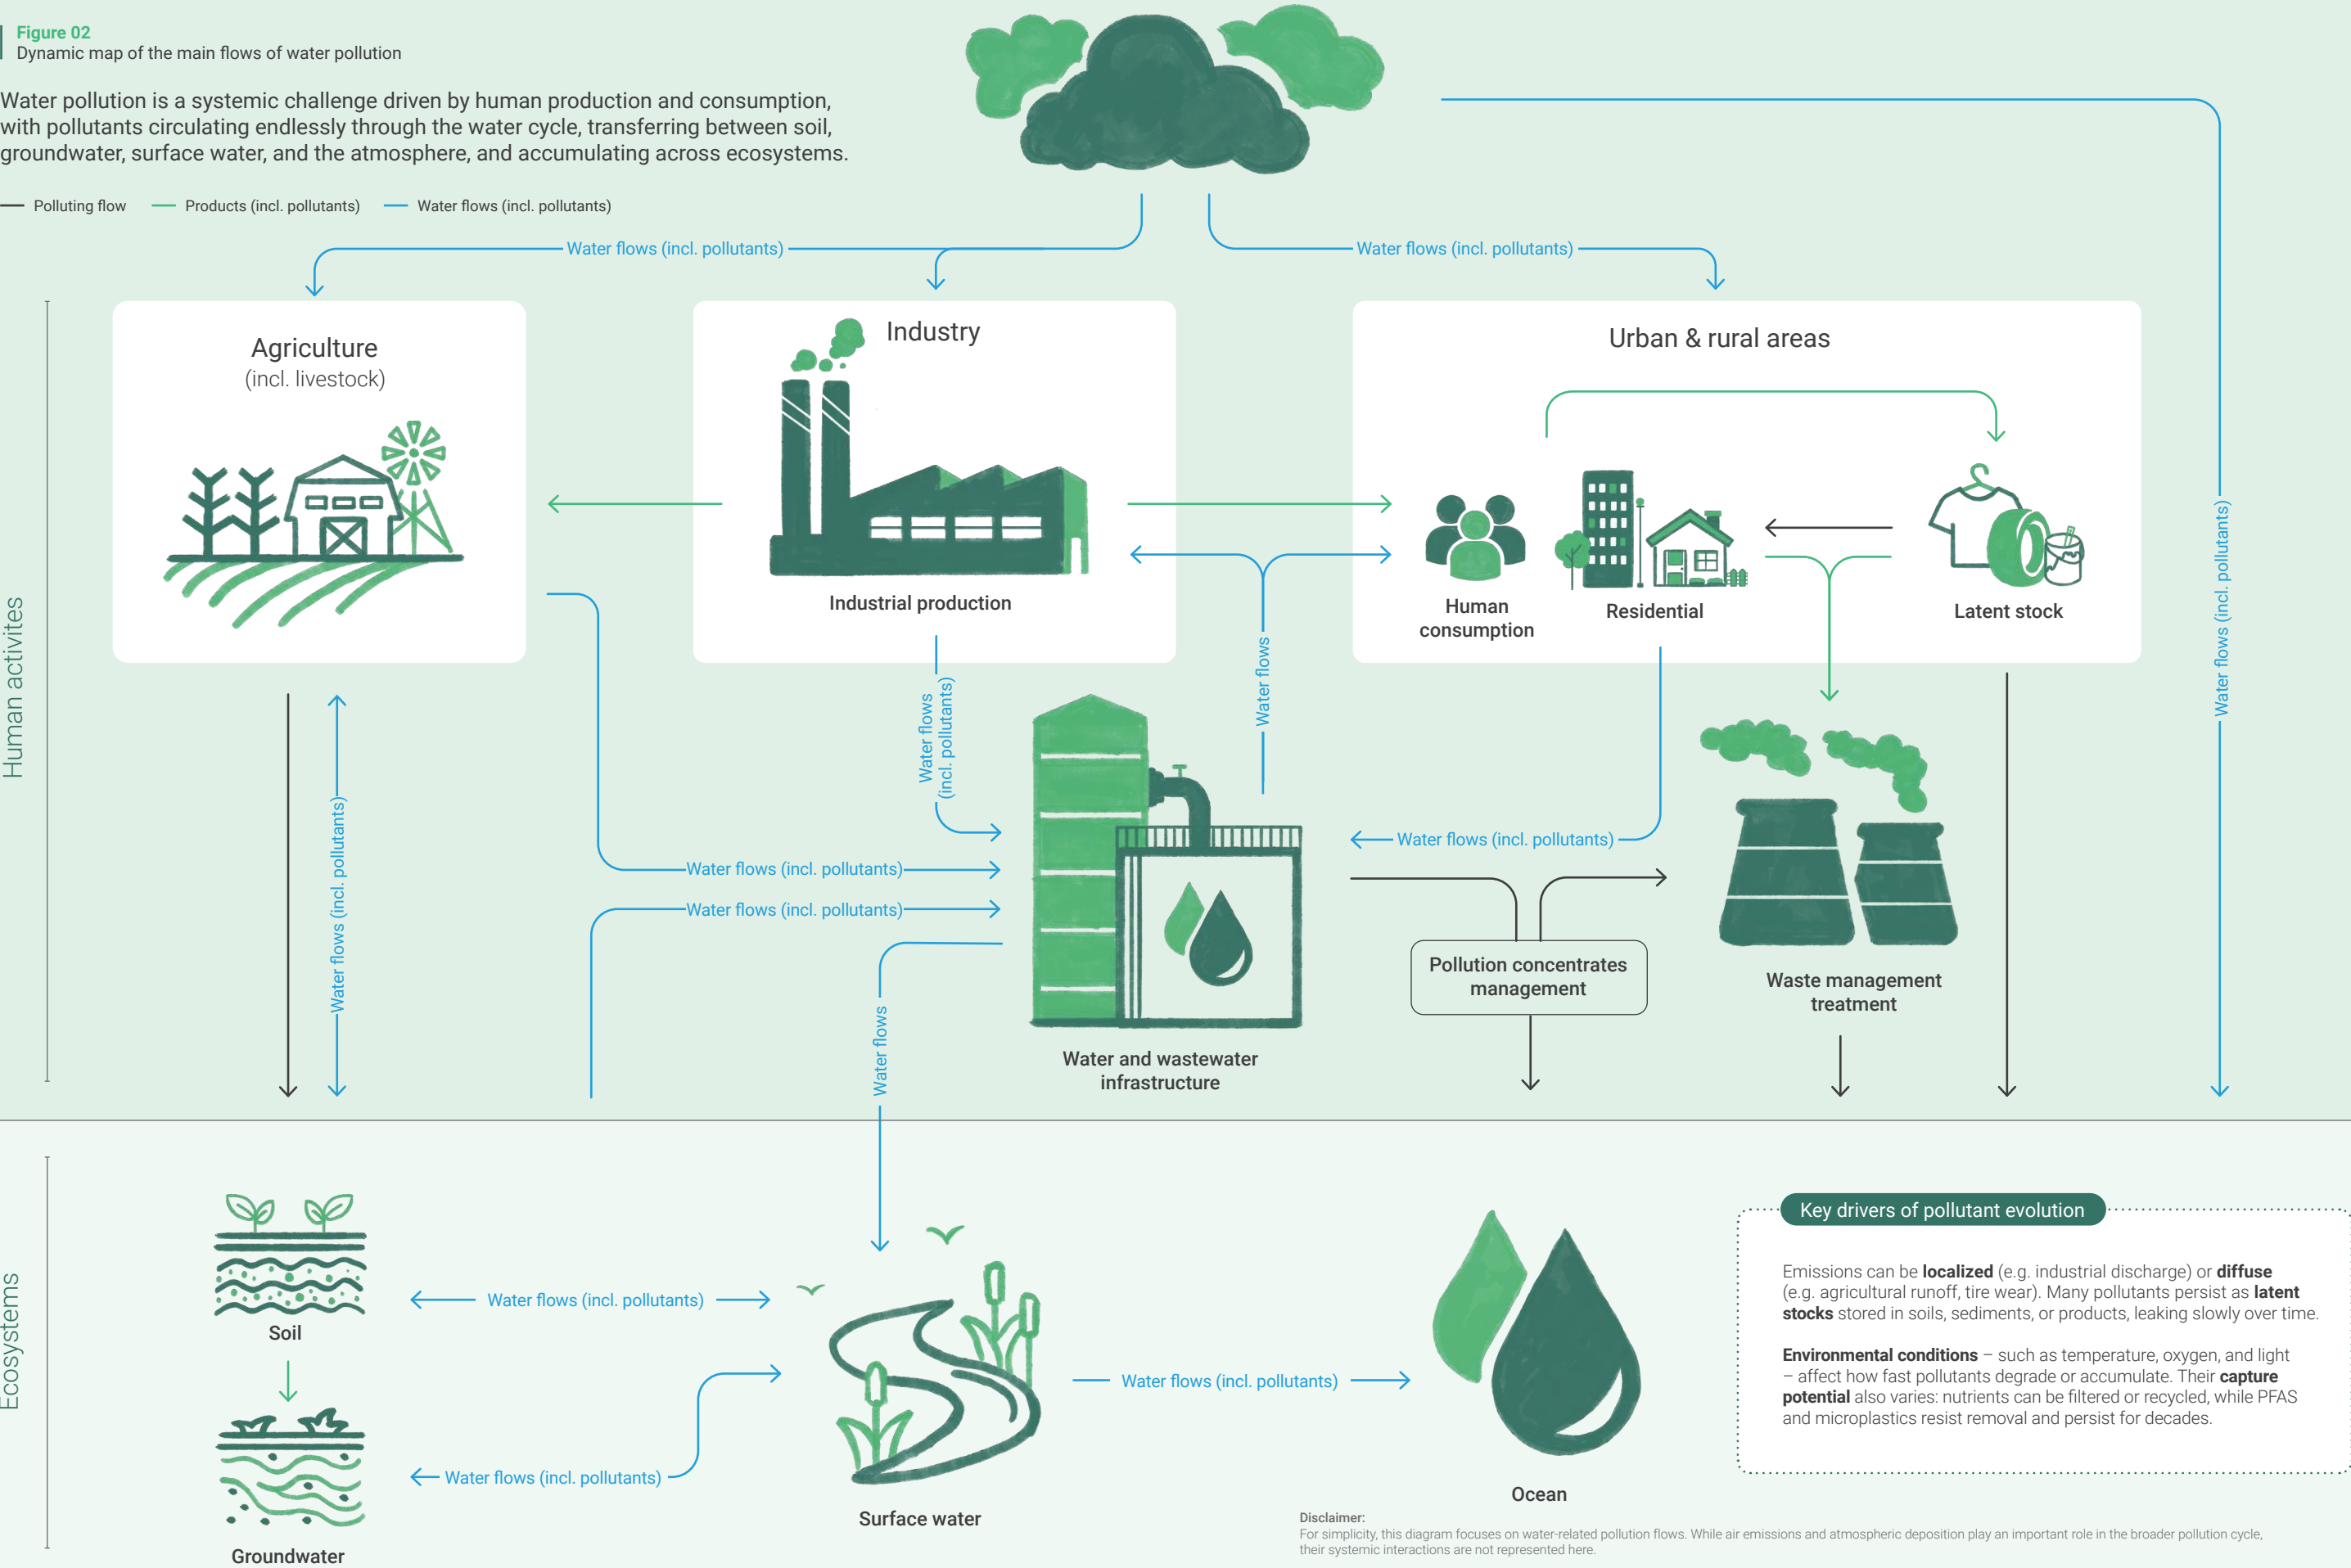 Figure 02
Dynamic map of the main flows of water pollution
Water pollution is a systemic challenge driven by human production and consumption,
with pollutants circulating endlessly through the water cycle, transferring between soil,
groundwater, surface water, and the atmosphere, and accumulating across ecosystems.
Polluting flow
Products (incl. pollutants)
Water flows (incl. pollutants)
Water flows (incl. pollutants)
Water flows (incl. pollutants)
Human activites
Agriculture
(incl. livestock)
Industry
Industrial production
Urban & rural areas
Human
consumption
Residential
Latent stock
Water flows (incl. pollutants)
Water flows
(incl. pollutants)
Water flows
Water flows (incl. pollutants)
Water flows (incl. pollutants)
Water flows (incl. pollutants)
Water flows (incl. pollutants)
Water flows
Water and wastewater
infrastructure
Pollution concentrates
management
Waste management
treatment
Ecosystems
Soil
Water flows (incl. pollutants)
Groundwater
Water flows (incl. pollutants)
Surface water
Water flows (incl. pollutants)
Ocean
Key drivers of pollutant evolution
Emissions can be localized (e.g. industrial discharge) or diffuse
(e.g. agricultural runoff, tire wear). Many pollutants persist as latent
stocks stored in soils, sediments, or products, leaking slowly over time.
Environmental conditions – such as temperature, oxygen, and light
– affect how fast pollutants degrade or accumulate. Their capture
potential also varies: nutrients can be filtered or recycled, while PFAS
and microplastics resist removal and persist for decades.
Disclaimer:
For simplicity, this diagram focuses on water-related pollution flows. While air emissions and atmospheric deposition play an important role in the broader pollution cycle,
their systemic interactions are not represented here.